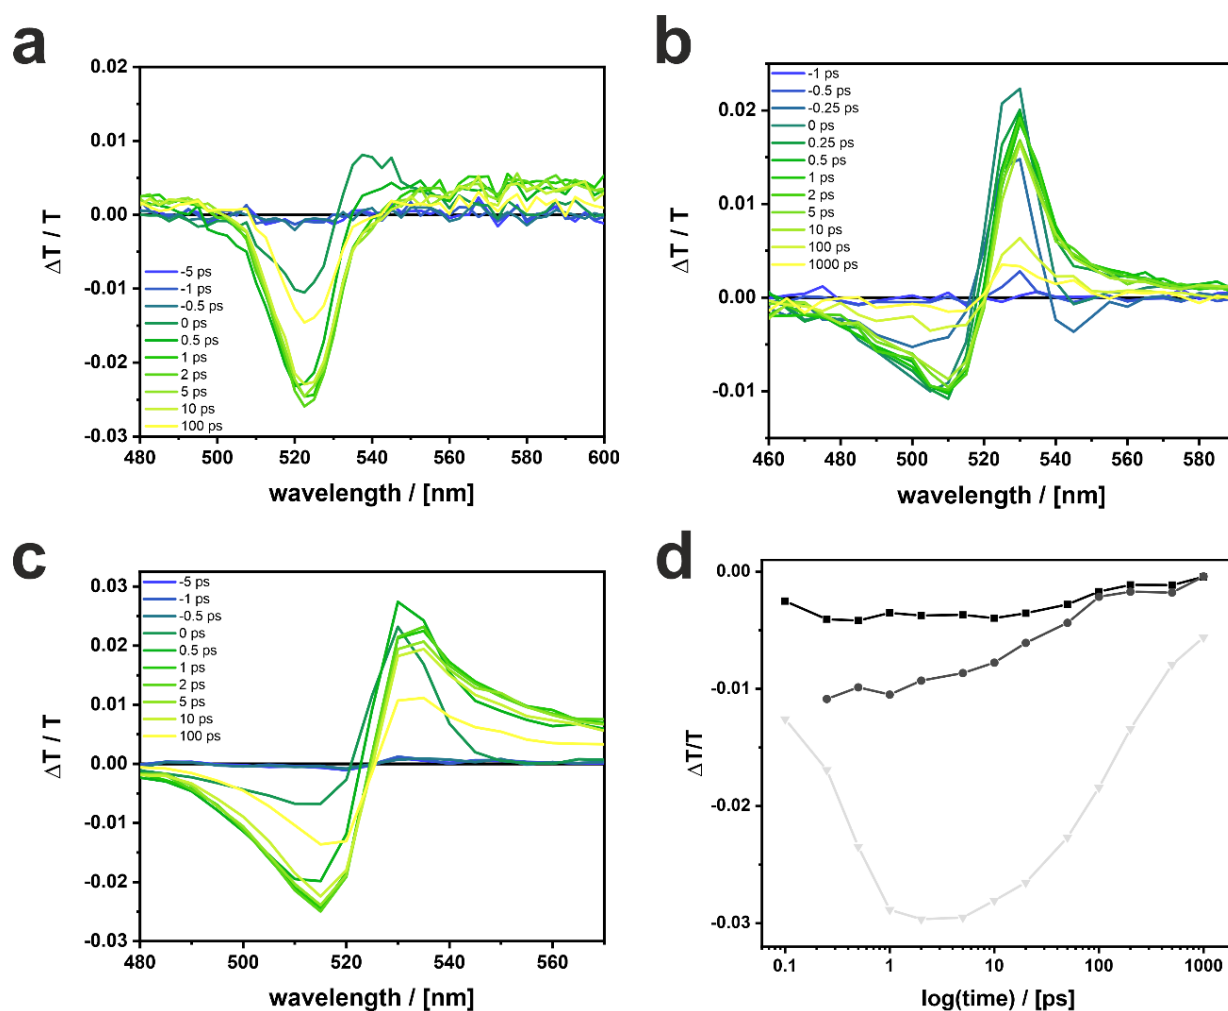 a
0.02
0.01
0.00
-0.01
-0.02
-0.03
ΔT / T
-5 ps
-1 ps
-0.5 ps
0 ps
0.5 ps
1 ps
2 ps
5 ps
10 ps
100 ps
480 500 520 540 560 580 600
wavelength / [nm]
b
0.02
0.01
0.00
-0.01
ΔT / T
-1 ps
-0.5 ps
-0.25 ps
0 ps
0.25 ps
0.5 ps
1 ps
2 ps
5 ps
10 ps
100 ps
1000 ps
460 480 500 520 540 560 580
wavelength / [nm]
c
0.03
0.02
0.01
0.00
-0.01
-0.02
-0.03
ΔT / T
-5 ps
-1 ps
-0.5 ps
0 ps
0.5 ps
1 ps
2 ps
5 ps
10 ps
100 ps
480 500 520 540 560
wavelength / [nm]
d
0.00
-0.01
-0.02
-0.03
ΔT/T
0.1 1 10 100 1000
log(time) / [ps]